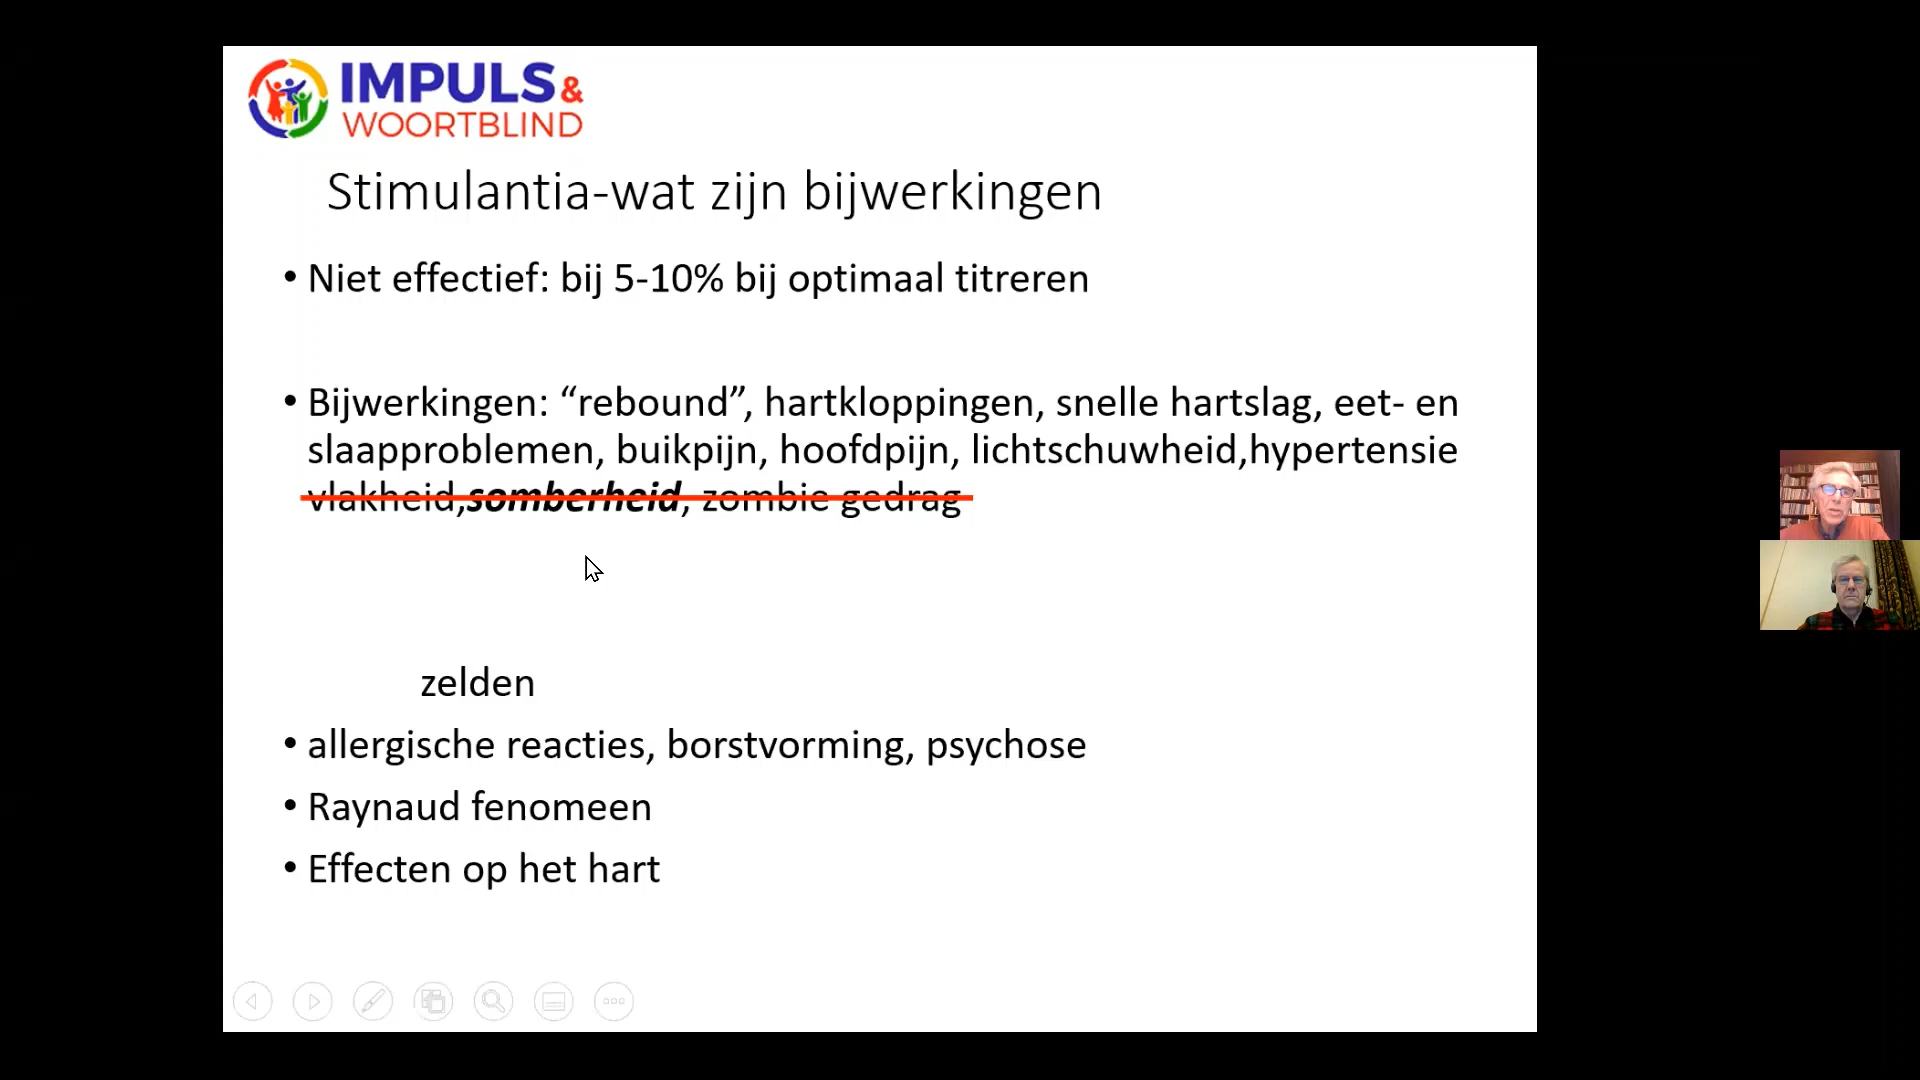 IMPULS &
WOORTBLIND
Stimulantia-wat zijn bijwerkingen
• Niet effectief: bij 5-10% bij optimaal titreren
• Bijwerkingen: “rebound”, hartkloppingen, snelle hartslag, eet- en
slaapproblemen, buikpijn, hoofdpijn, lichtschuwheid,hypertensie
vlakheid,somberheid, zombie gedrag
zelden
• allergische reacties, borstvorming, psychose
• Raynaud fenomeen
• Effecten op het hart